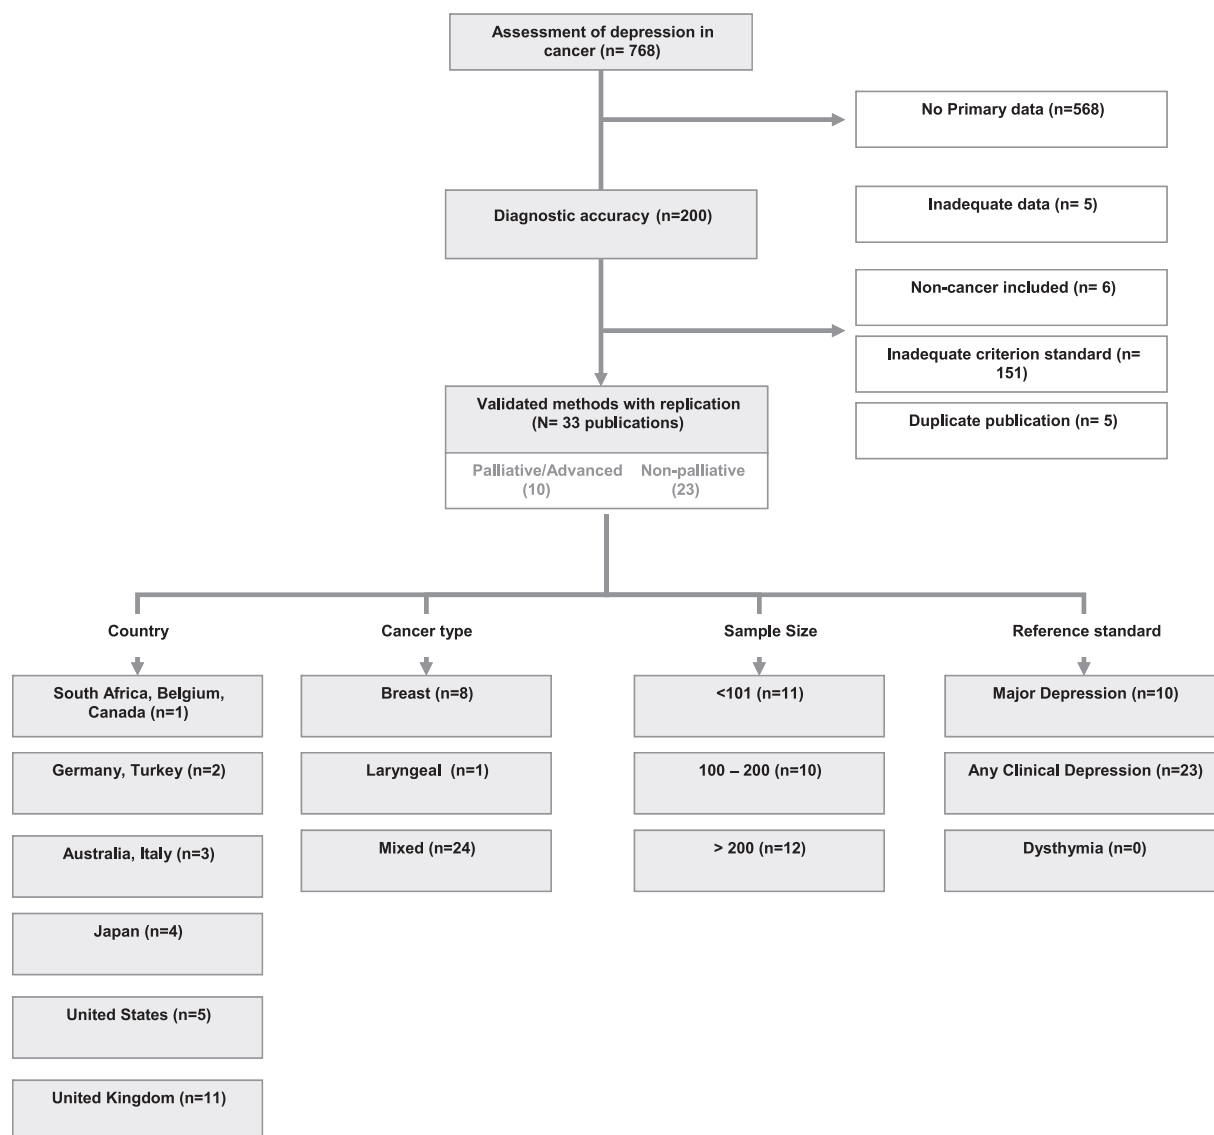 Assessment of depression in
cancer (n= 768)
No Primary data (n=568)
Diagnostic accuracy (n=200)
Inadequate data (n= 5)
Non-cancer included (n= 6)
Inadequate criterion standard (n=
151)
Duplicate publication (n= 5)
Validated methods with replication
(N= 33 publications)
Palliative/Advanced
(10)
Non-palliative
(23)
Country
South Africa, Belgium,
Canada (n=1)
Germany, Turkey (n=2)
Australia, Italy (n=3)
Japan (n=4)
United States (n=5)
United Kingdom (n=11)
Cancer type
Breast (n=8)
Laryngeal (n=1)
Mixed (n=24)
Sample Size
<101 (n=11)
100 – 200 (n=10)
> 200 (n=12)
Reference standard
Major Depression (n=10)
Any Clinical Depression (n=23)
Dysthymia (n=0)